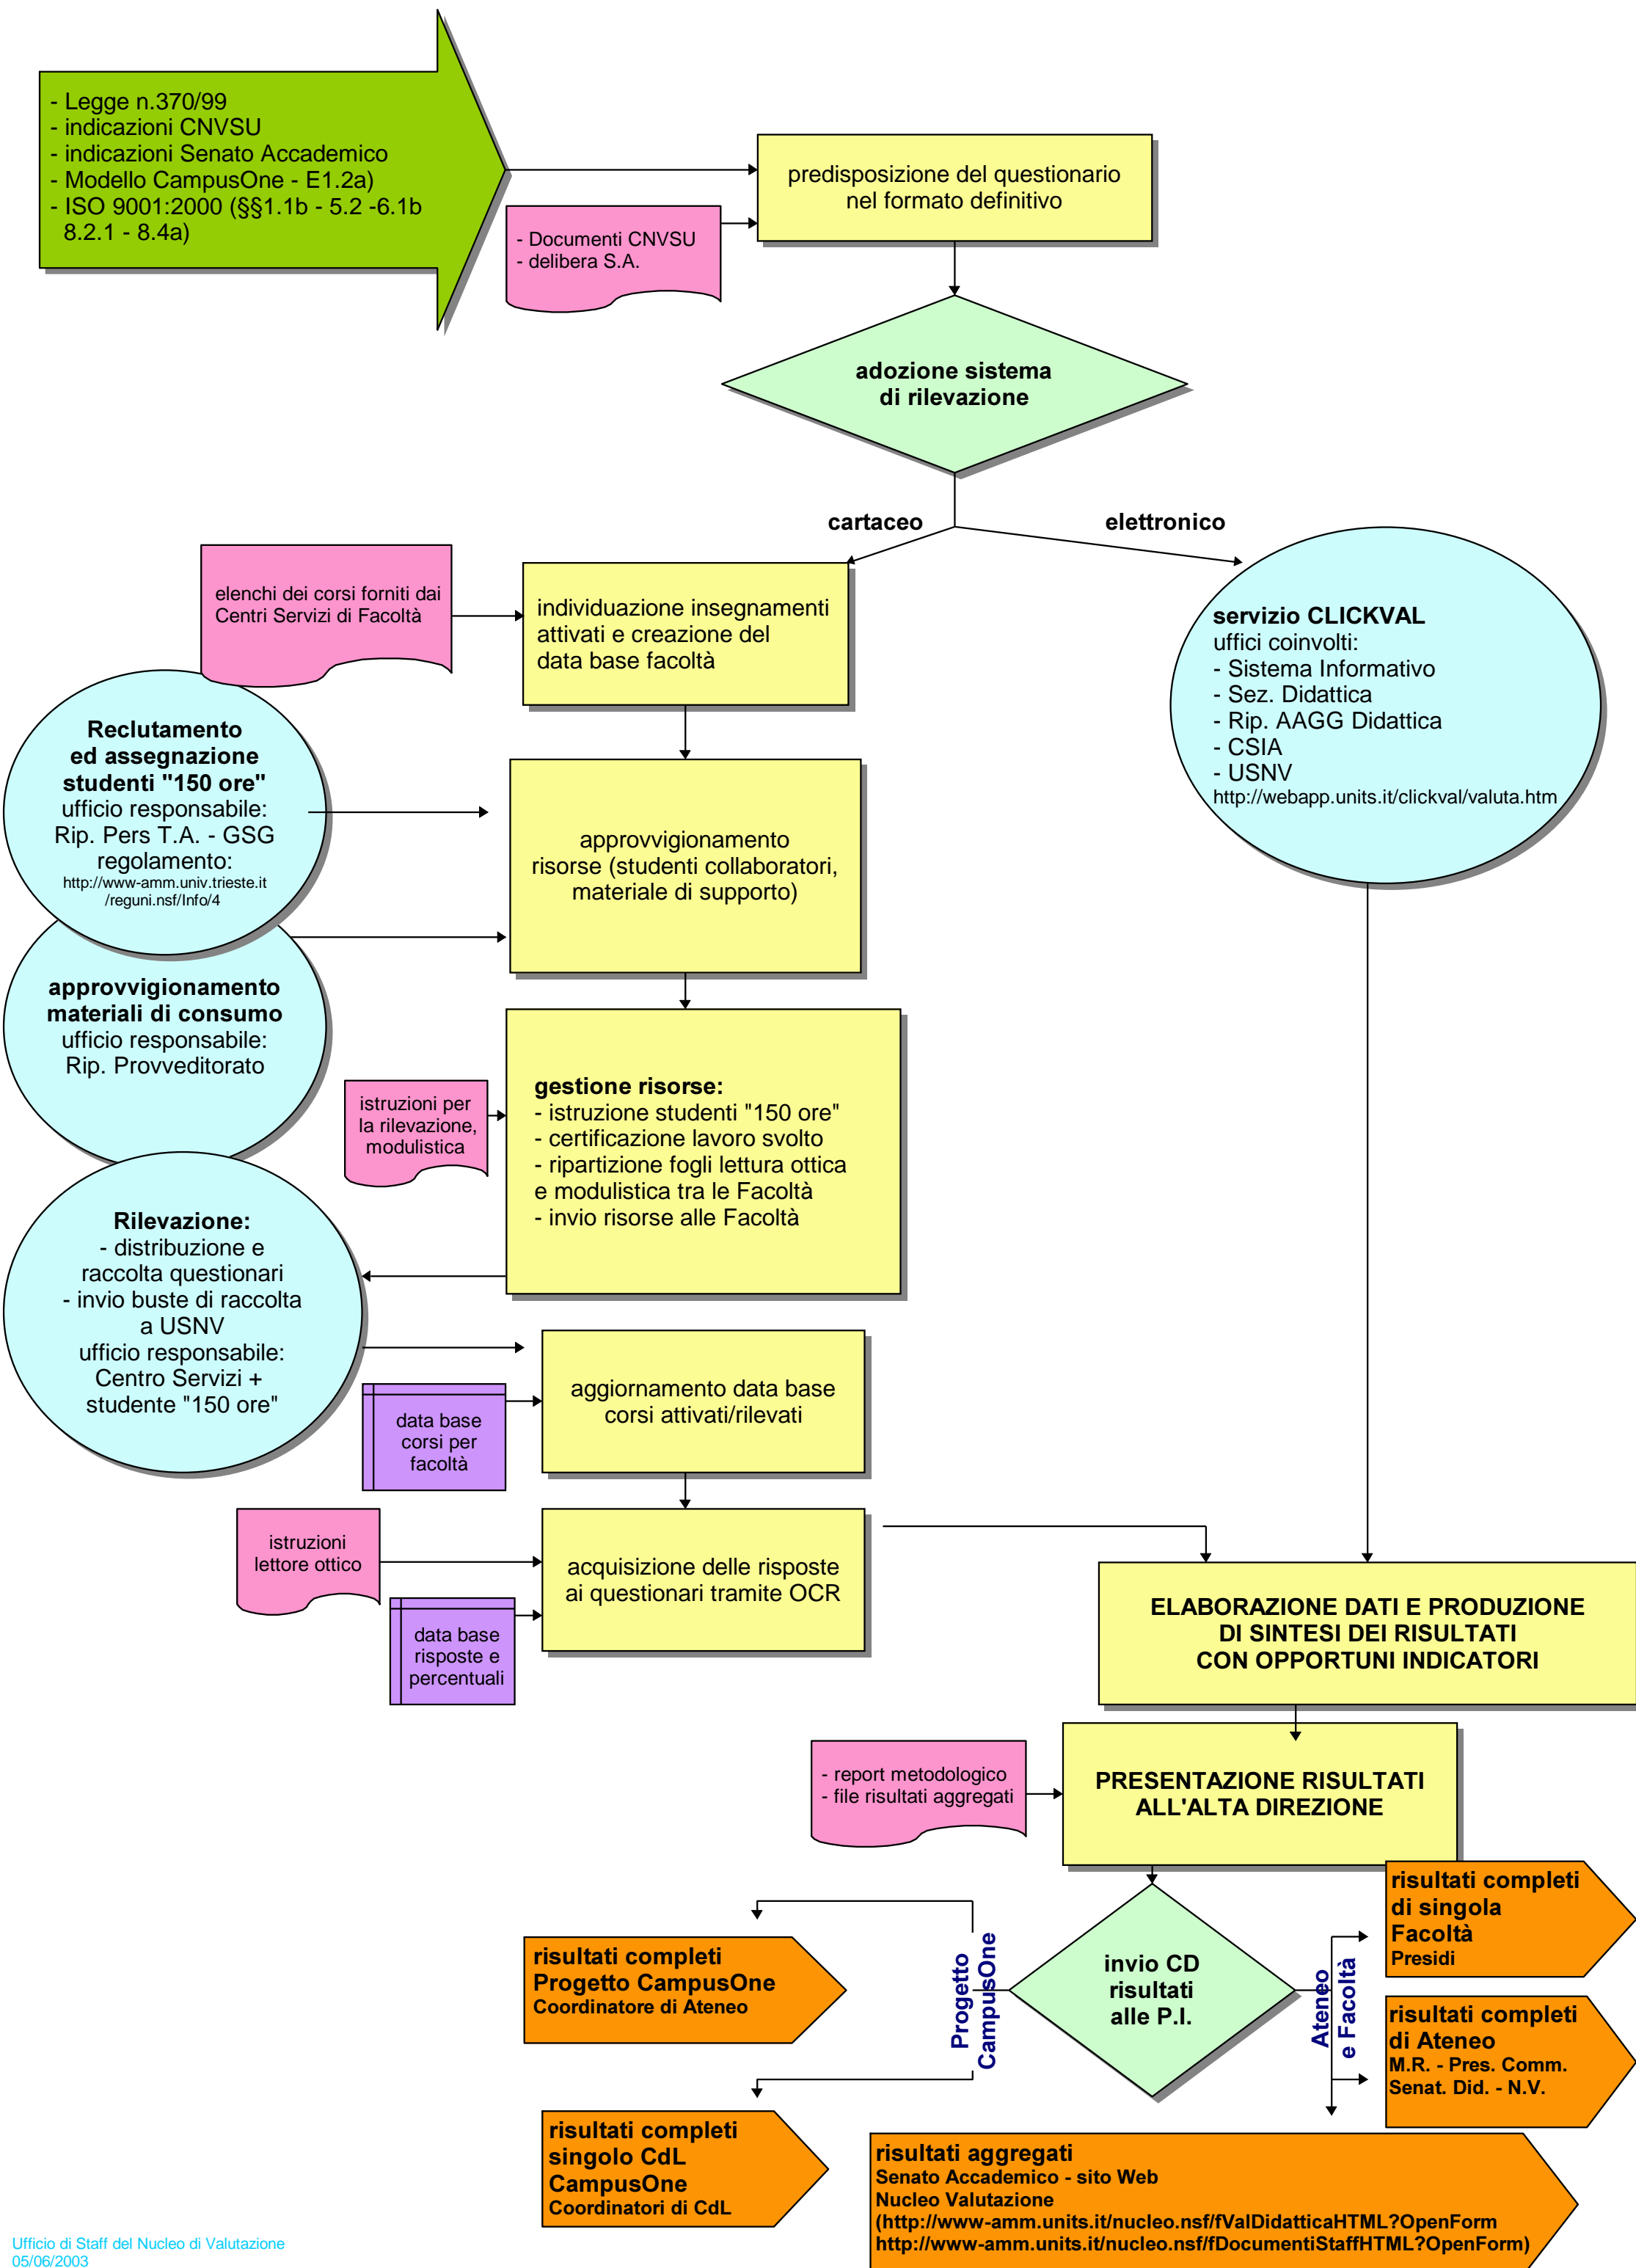 - Legge n.370/99
- indicazioni CNVSU
- indicazioni Senato Accademico
- Modello CampusOne - E1.2a)
- ISO 9001:2000 (§§1.1b - 5.2 -6.1b
8.2.1 - 8.4a)
predisposizione del questionario
nel formato definitivo
- Documenti CNVSU
- delibera S.A.
adozione sistema
di rilevazione
cartaceo
elettronico
elenchi dei corsi forniti dai
Centri Servizi di Facoltà
individuazione insegnamenti
attivati e creazione del
data base facoltà
servizio CLICKVAL
uffici coinvolti:
- Sistema Informativo
- Sez. Didattica
- Rip. AAGG Didattica
- CSIA
- USNV
http://webapp.units.it/clickval/valuta.htm
Reclutamento
ed assegnazione
studenti "150 ore"
ufficio responsabile:
Rip. Pers T.A. - GSG
regolamento:
http://www-amm.univ.trieste.it
/reguni.nsf/Info/4
approvvigionamento
risorse (studenti collaboratori,
materiale di supporto)
approvvigionamento
materiali di consumo
ufficio responsabile:
Rip. Provveditorato
istruzioni per
la rilevazione,
modulistica
gestione risorse:
- istruzione studenti "150 ore"
- certificazione lavoro svolto
- ripartizione fogli lettura ottica
e modulistica tra le Facoltà
- invio risorse alle Facoltà
Rilevazione:
- distribuzione e
raccolta questionari
- invio buste di raccolta
a USNV
ufficio responsabile:
Centro Servizi +
studente "150 ore"
aggiornamento data base
corsi attivati/rilevati
data base
corsi per
facoltà
istruzioni
lettore ottico
acquisizione delle risposte
ai questionari tramite OCR
data base
risposte e
percentuali
ELABORAZIONE DATI E PRODUZIONE
DI SINTESI DEI RISULTATI
CON OPPORTUNI INDICATORI
- report metodologico
- file risultati aggregati
PRESENTAZIONE RISULTATI
ALL'ALTA DIREZIONE
risultati completi
Progetto CampusOne
Coordinatore di Ateneo
Progetto
CampusOne
invio CD
risultati
alle P.I.
Ateneo
e Facoltà
risultati completi
di singola
Facoltà
Presidi
risultati completi
di Ateneo
M.R. - Pres. Comm.
Senat. Did. - N.V.
risultati completi
singolo CdL
CampusOne
Coordinatori di CdL
risultati aggregati
Senato Accademico - sito Web
Nucleo Valutazione
(http://www-amm.units.it/nucleo.nsf/fValDidatticaHTML?OpenForm
http://www-amm.units.it/nucleo.nsf/fDocumentiStaffHTML?OpenForm)
Ufficio di Staff del Nucleo di Valutazione
05/06/2003